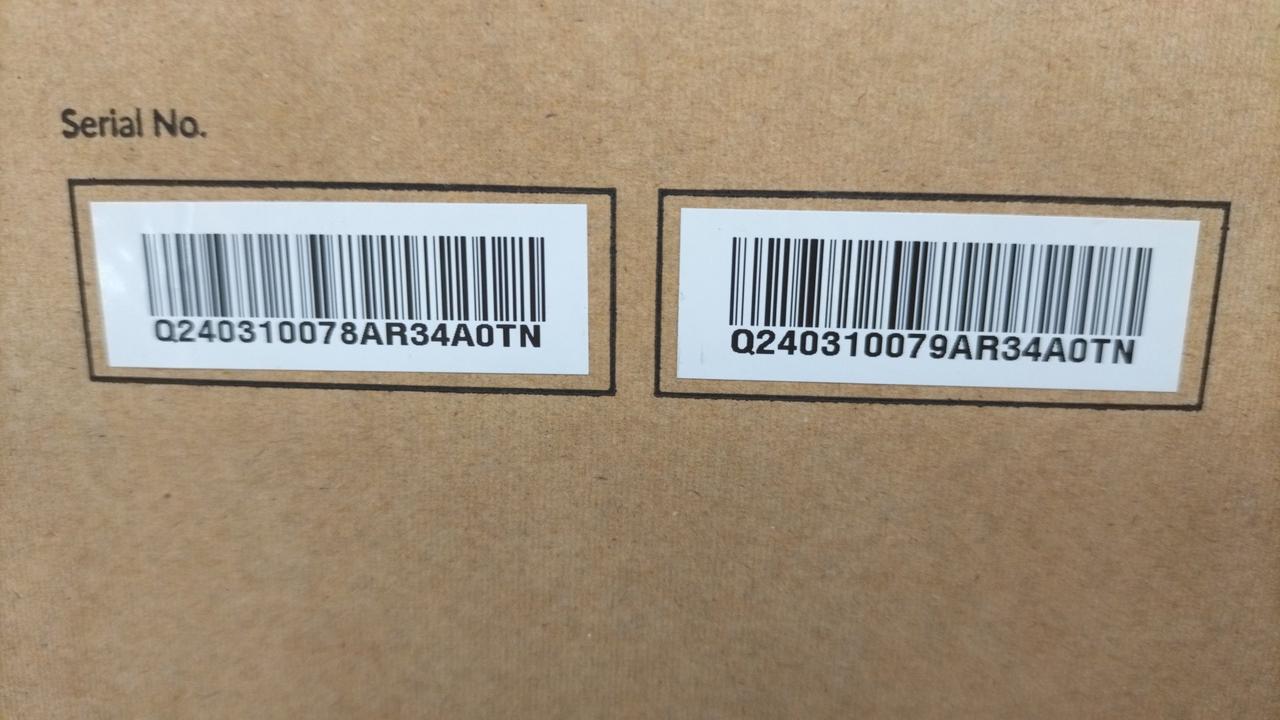 Serial No.
Q240310078AR34A0TN
Q240310079AR34A0TN